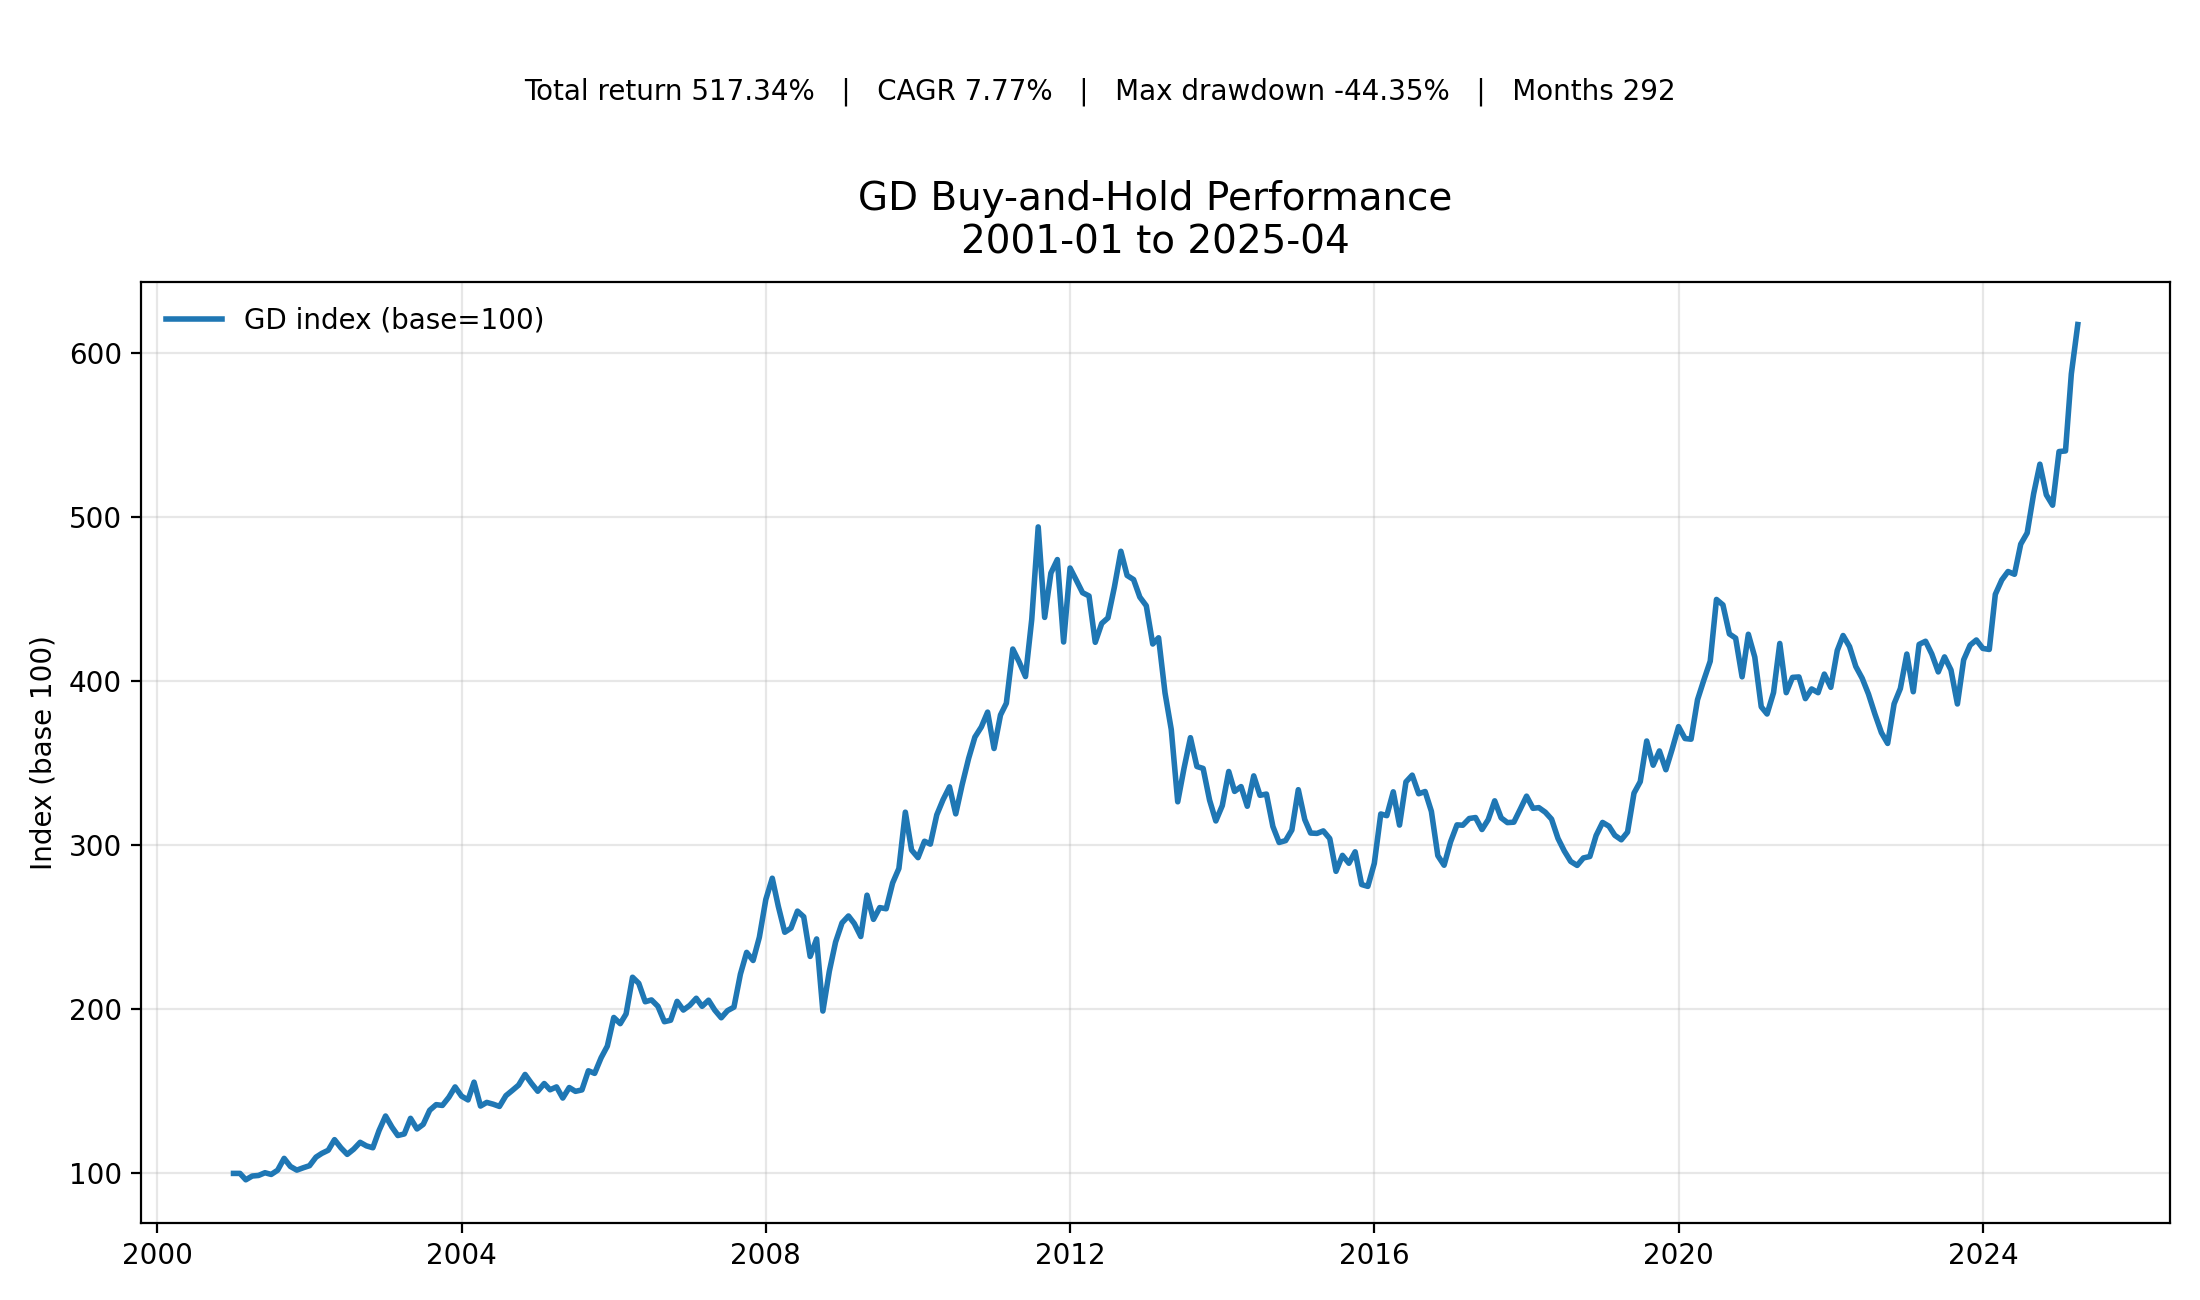 Total return 517.34% | CAGR 7.77% | Max drawdown -44.35% | Months 292
GD Buy-and-Hold Performance
2001-01 to 2025-04
GD index (base=100)
Index (base 100)
600
500
400
300
200
100
2000 2004 2008 2012 2016 2020 2024